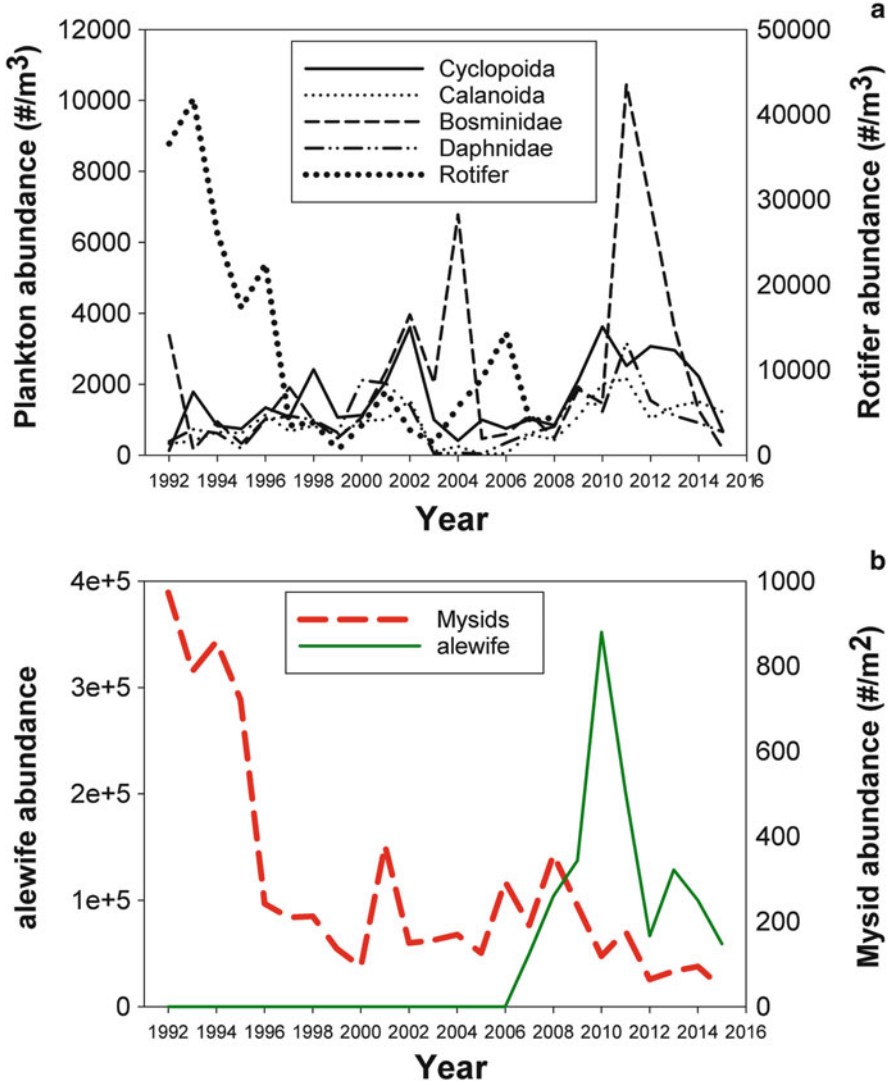 a
12000
10000
8000
6000
4000
2000
0
Plankton abundance (#/m³)
Cyclopoida
Calanoida
Bosminidae
Daphnidae
Rotifer
50000
40000
30000
20000
10000
0
Rotifer abundance (#/m³)
1992 1994 1996 1998 2000 2002 2004 2006 2008 2010 2012 2014 2016
Year
b
4e+5
3e+5
2e+5
1e+5
0
alewife abundance
Mysids
alewife
1000
800
600
400
200
0
Mysid abundance (#/m²)
1992 1994 1996 1998 2000 2002 2004 2006 2008 2010 2012 2014 2016
Year